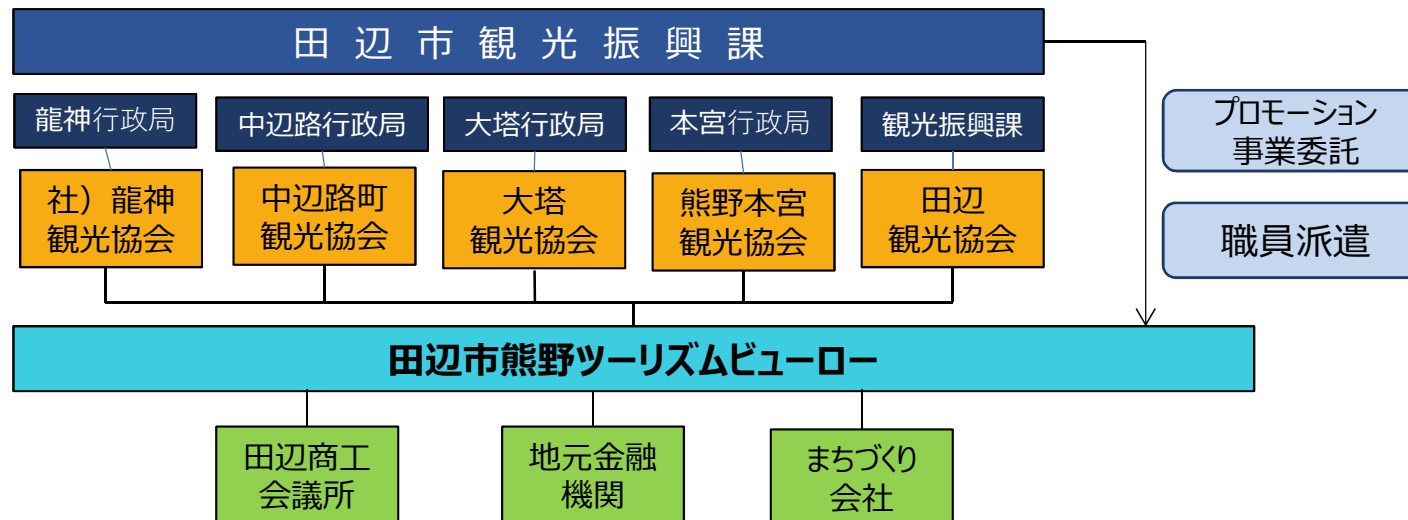 田辺市観光振興課
龍神行政局
中辺路行政局
大塔行政局
本宮行政局
観光振興課
プロモーション
事業委託
社）龍神
観光協会
中辺路町
観光協会
大塔
観光協会
熊野本宮
観光協会
田辺
観光協会
職員派遣
田辺市熊野ツーリズムビューロー
田辺商工
会議所
地元金融
機関
まちづくり
会社